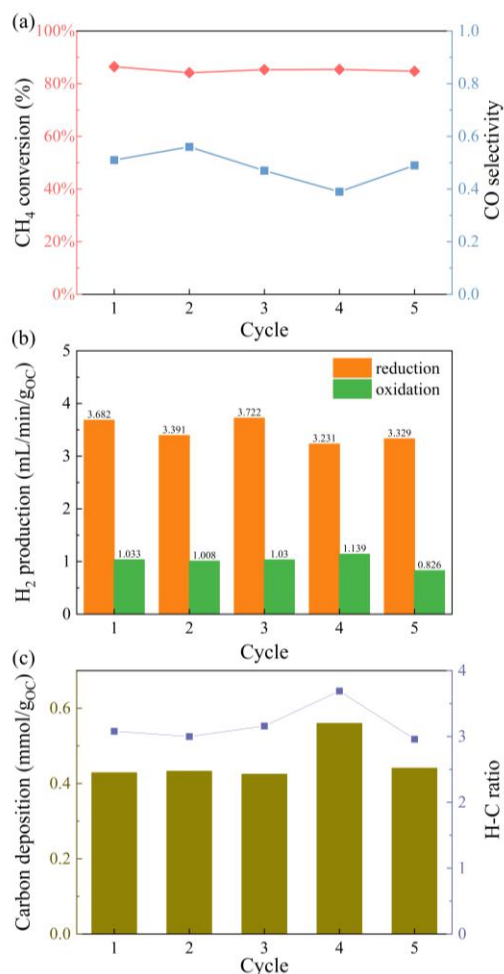 (a)
100%
80%
60%
40%
20%
0%
CH₄ conversion (%)
1.0
0.8
0.6
0.4
0.2
0.0
CO selectivity
1 2 3 4 5
Cycle
(b)
5
4
3
2
1
0
H₂ production (mL/min/gOC)
reduction
oxidation
3.682 3.391 3.722 3.231 3.329
1.033 1.008 1.03 1.139 0.826
1 2 3 4 5
Cycle
(c)
0.6
0.4
0.2
0.0
Carbon deposition (mmol/gOC)
4
3
2
1
0
H-C ratio
1 2 3 4 5
Cycle